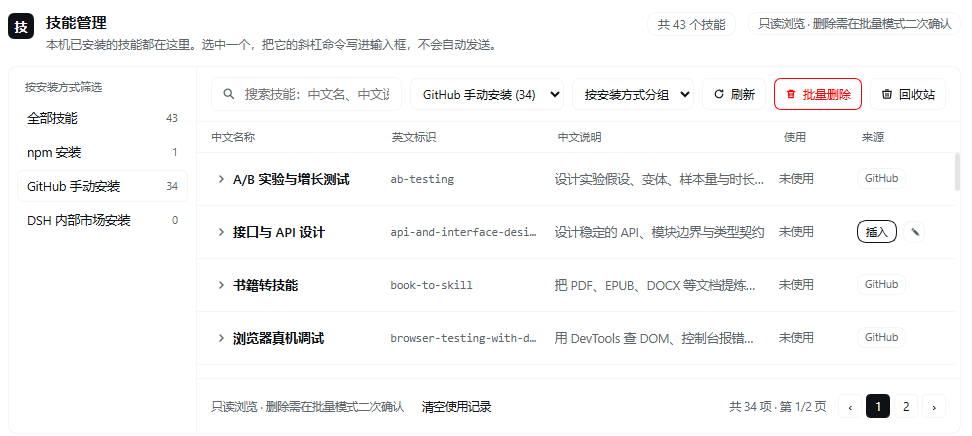 技
技能管理
共 43 个技能
只读浏览 · 删除需在批量模式二次确认
本机已安装的技能都在这里。选中一个，把它的斜杠命令写进输入框，不会自动发送。
按安装方式筛选
全部技能 43
npm 安装 1
GitHub 手动安装 34
DSH 内部市场安装 0
搜索技能：中文名、中文说
GitHub 手动安装 (34)
按安装方式分组
刷新
批量删除
回收站
中文名称 英文标识 中文说明 使用 来源
A/B 实验与增长测试 ab-testing 设计实验假设、变体、样本量与时长... 未使用 GitHub
接口与 API 设计 api-and-interface-desi... 设计稳定的 API、模块边界与类型契约 未使用 插入
书籍转技能 book-to-skill 把 PDF、EPUB、DOCX 等文档提炼... 未使用 GitHub
浏览器真机调试 browser-testing-with-d... 用 DevTools 查 DOM、控制台报错... 未使用 GitHub
只读浏览 · 删除需在批量模式二次确认 清空使用记录 共 34 项 · 第 1/2 页 ‹ 1 2 ›